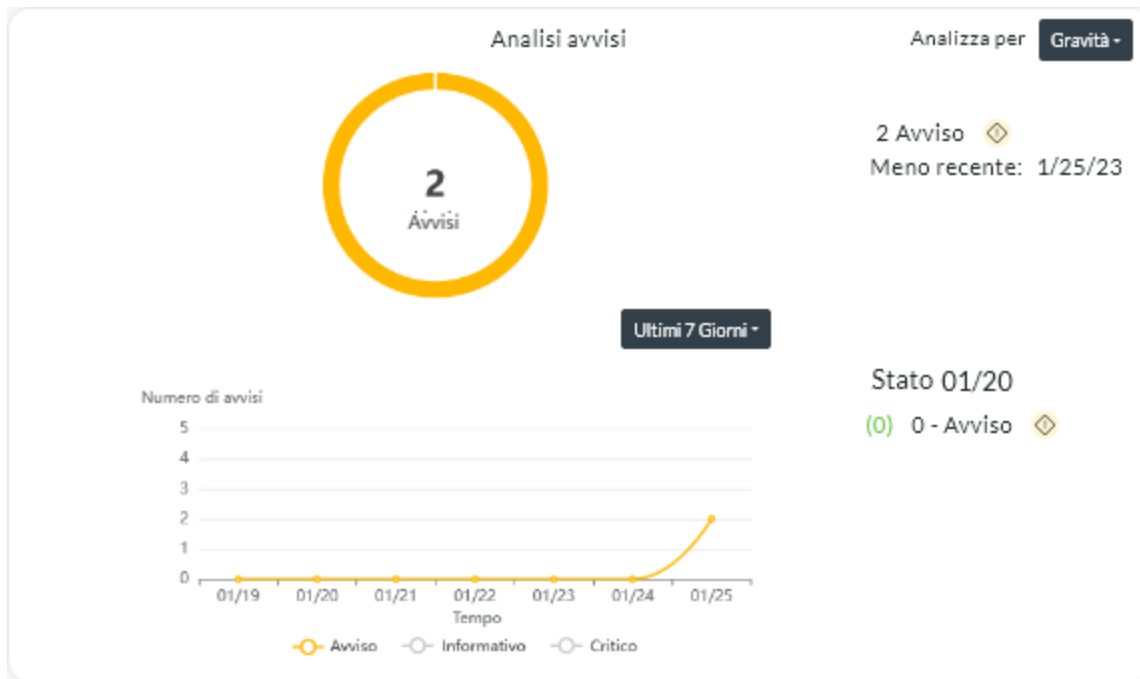 Analisi avvisi
Analizza per Gravità
2 Avviso
Meno recente: 1/25/23
2
Avvisi
Ultimi 7 Giorni
Stato 01/20
(0) 0 - Avviso
Numero di avvisi
5
4
3
2
1
0
01/19 01/20 01/21 01/22 01/23 01/24 01/25
Tempo
Avviso Informativo Critico